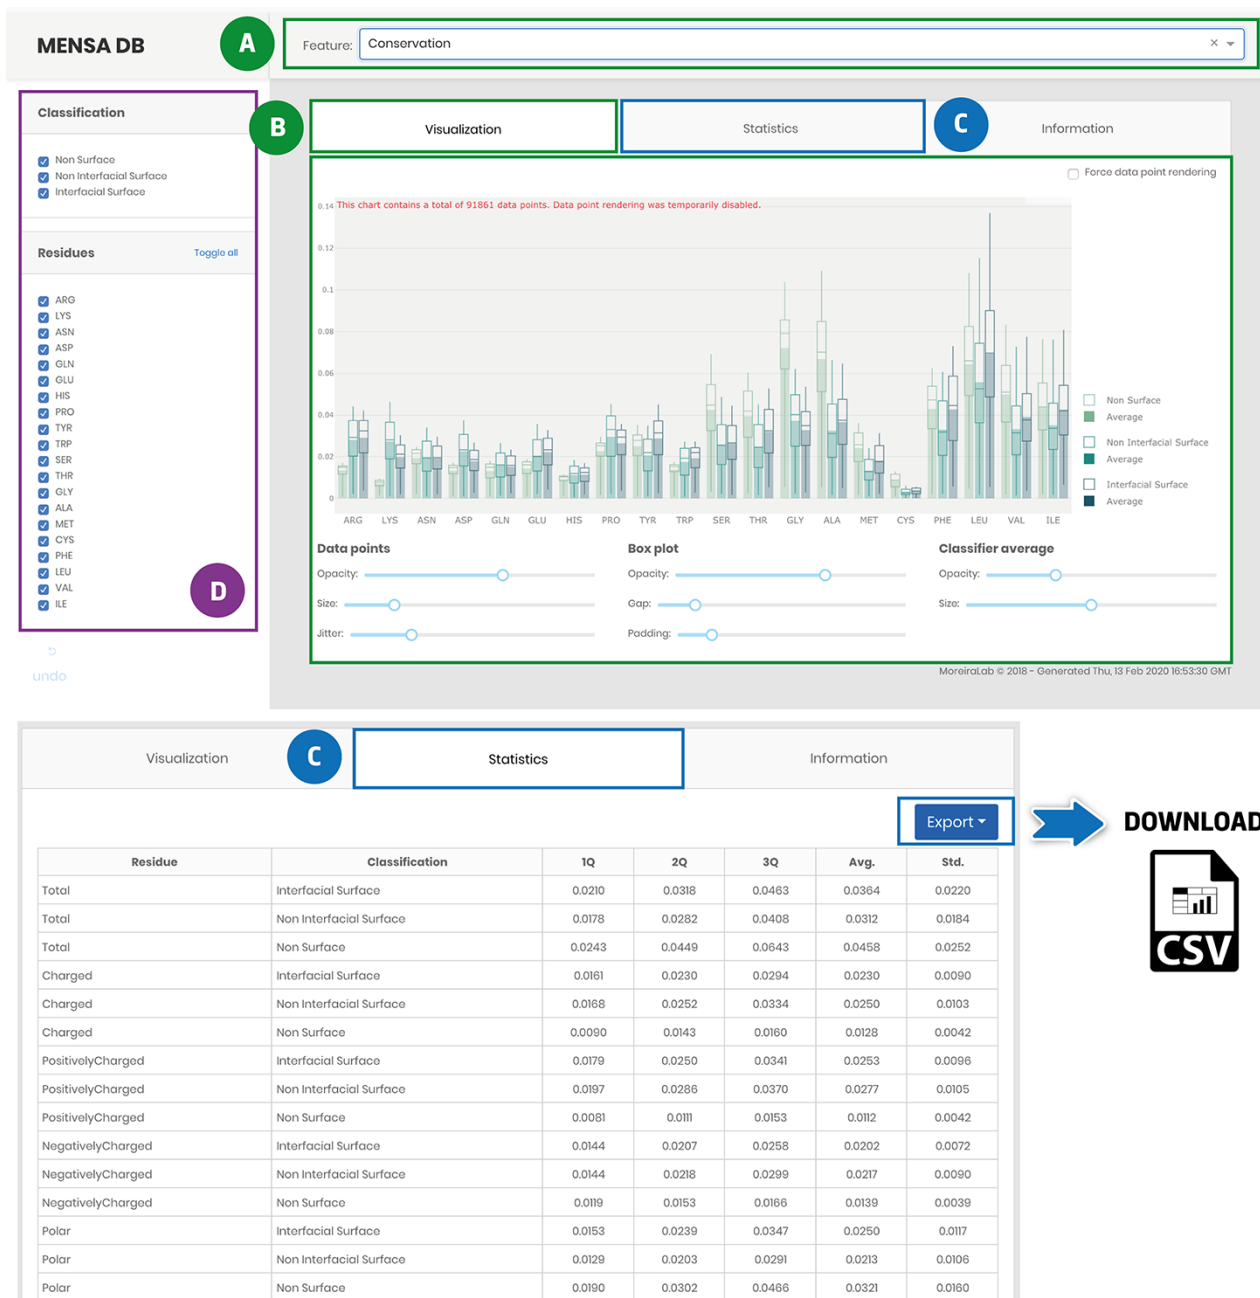 MENSA DB
A
Feature: Conservation × 
Classification
Non Surface
Non Interfacial Surface
Interfacial Surface
Residues Toggle all
ARG
LYS
ASN
ASP
GLN
GLU
HIS
PRO
TYR
TRP
SER
THR
GLY
ALA
MET
CYS
PHE
LEU
VAL
ILE
D
undo
B
Visualization Statistics C Information
Force data point rendering
This chart contains a total of 91861 data points. Data point rendering was temporarily disabled.
0.14
0.12
0.1
0.08
0.06
0.04
0.02
0
ARG LYS ASN ASP GLN GLU HIS PRO TYR TRP SER THR GLY ALA MET CYS PHE LEU VAL ILE
Non Surface
Average
Non Interfacial Surface
Average
Interfacial Surface
Average
Data points
Opacity:
Size:
Jitter:
Box plot
Opacity:
Gap:
Padding:
Classifier average
Opacity:
Size:
MoreiraLab © 2018 - Generated Thu, 13 Feb 2020 16:53:30 GMT
Visualization C Statistics Information
Export
DOWNLOAD
CSV
Residue Classification 1Q 2Q 3Q Avg. Std.
Total Interfacial Surface 0.0210 0.0318 0.0463 0.0364 0.0220
Total Non Interfacial Surface 0.0178 0.0282 0.0408 0.0312 0.0184
Total Non Surface 0.0243 0.0449 0.0643 0.0458 0.0252
Charged Interfacial Surface 0.0161 0.0230 0.0294 0.0230 0.0090
Charged Non Interfacial Surface 0.0168 0.0252 0.0334 0.0250 0.0103
Charged Non Surface 0.0090 0.0143 0.0160 0.0128 0.0042
PositivelyCharged Interfacial Surface 0.0179 0.0250 0.0341 0.0253 0.0096
PositivelyCharged Non Interfacial Surface 0.0197 0.0286 0.0370 0.0277 0.0105
PositivelyCharged Non Surface 0.0081 0.0111 0.0153 0.0112 0.0042
NegativelyCharged Interfacial Surface 0.0144 0.0207 0.0258 0.0202 0.0072
NegativelyCharged Non Interfacial Surface 0.0144 0.0218 0.0299 0.0217 0.0090
NegativelyCharged Non Surface 0.0119 0.0153 0.0166 0.0139 0.0039
Polar Interfacial Surface 0.0153 0.0239 0.0347 0.0250 0.0117
Polar Non Interfacial Surface 0.0129 0.0203 0.0291 0.0213 0.0106
Polar Non Surface 0.0190 0.0302 0.0466 0.0321 0.0160